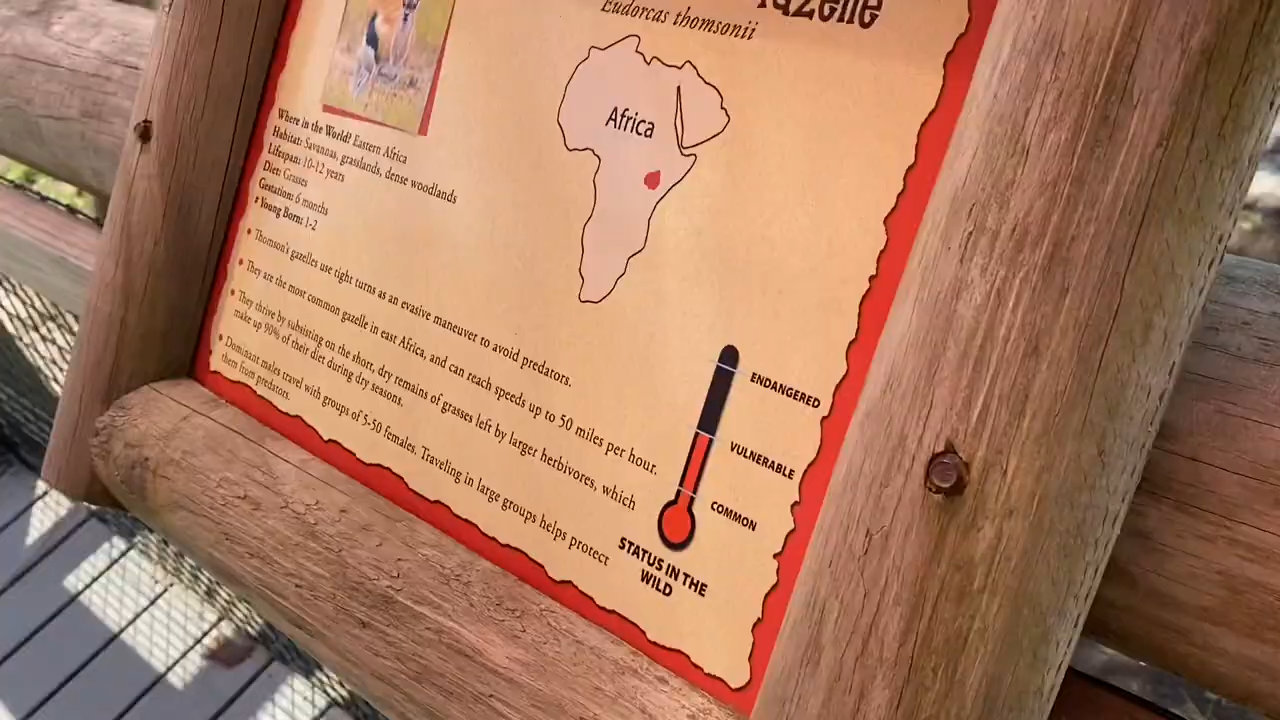 Eudorcas thomsonii
Africa
Where in the World? Eastern Africa
Habitat: Savannas, grasslands, dense woodlands
Lifespan: 10-12 years
Diet: Grasses
Gestation: 6 months
# Young Born: 1-2
• Thomson's gazelles use tight turns as an evasive maneuver to avoid predators.
• They are the most common gazelle in east Africa, and can reach speeds up to 50 miles per hour.
• They thrive by subsisting on the short, dry remains of grasses left by larger herbivores, which
make up 90% of their diet during dry seasons.
• Dominant males travel with groups of 5-50 females. Traveling in large groups helps protect
them from predators.
ENDANGERED
VULNERABLE
COMMON
STATUS IN THE
WILD